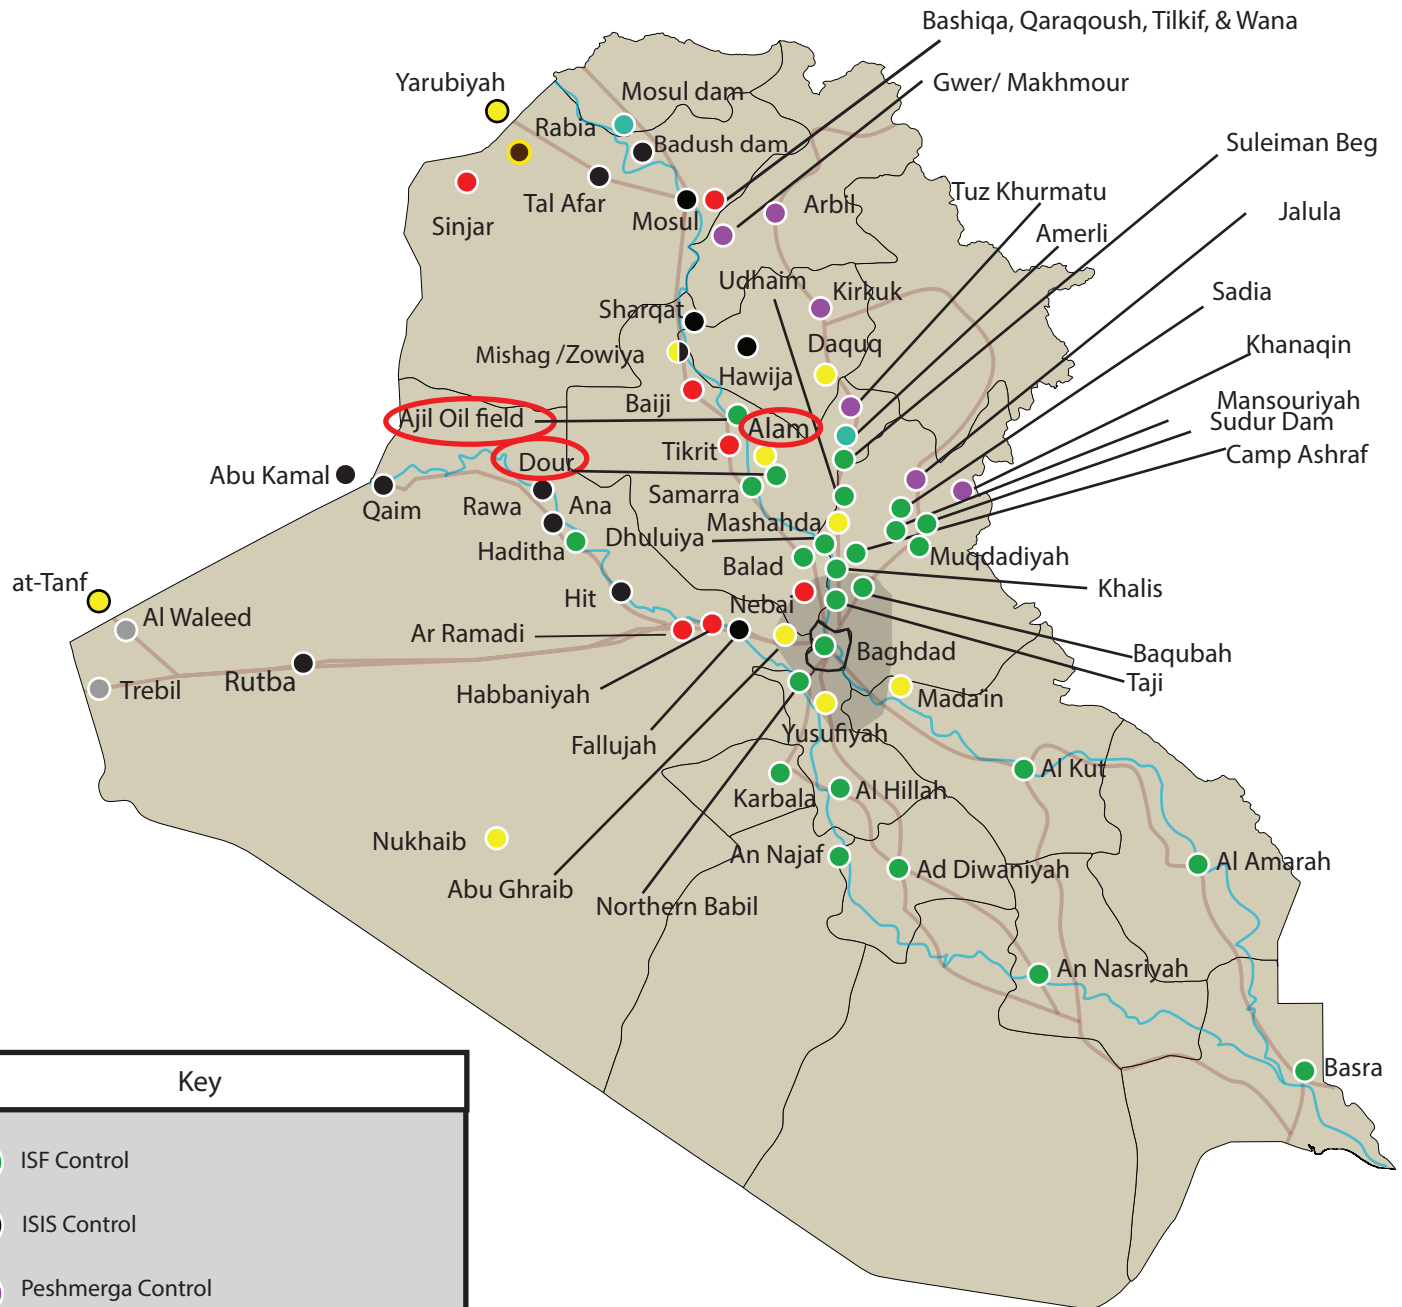 Bashiqa, Qaraqoush, Tilkif, & Wana
Yarubiyah
Mosul dam
Gwer/ Makhmour
Rabia
Badush dam
Suleiman Beg
Tal Afar
Tuz Khurmatu
Sinjar
Mosul
Arbil
Jalula
Amerli
Udhaim
Kirkuk
Sadia
Sharqat
Mishag /Zowiya
Daquq
Khanaqin
Hawija
Baiji
Mansouriyah
Ajil Oil field
Alam
Sudur Dam
Tikrit
Camp Ashraf
Dour
Abu Kamal
Qaim
Rawa
Ana
Samarra
Mashahda
Haditha
Dhuluiya
Muqdadiyah
Balad
at-Tanf
Khalis
Hit
Nebai
Al Waleed
Ar Ramadi
Baghdad
Baqubah
Trebil
Rutba
Taji
Habbaniyah
Mada'in
Fallujah
Yusufiyah
Al Kut
Karbala
Al Hillah
Nukhaib
An Najaf
Al Amarah
Ad Diwaniyah
Abu Ghraib
Northern Babil
An Nasriyah
Basra
Key
ISF Control
ISIS Control
Peshmerga Control